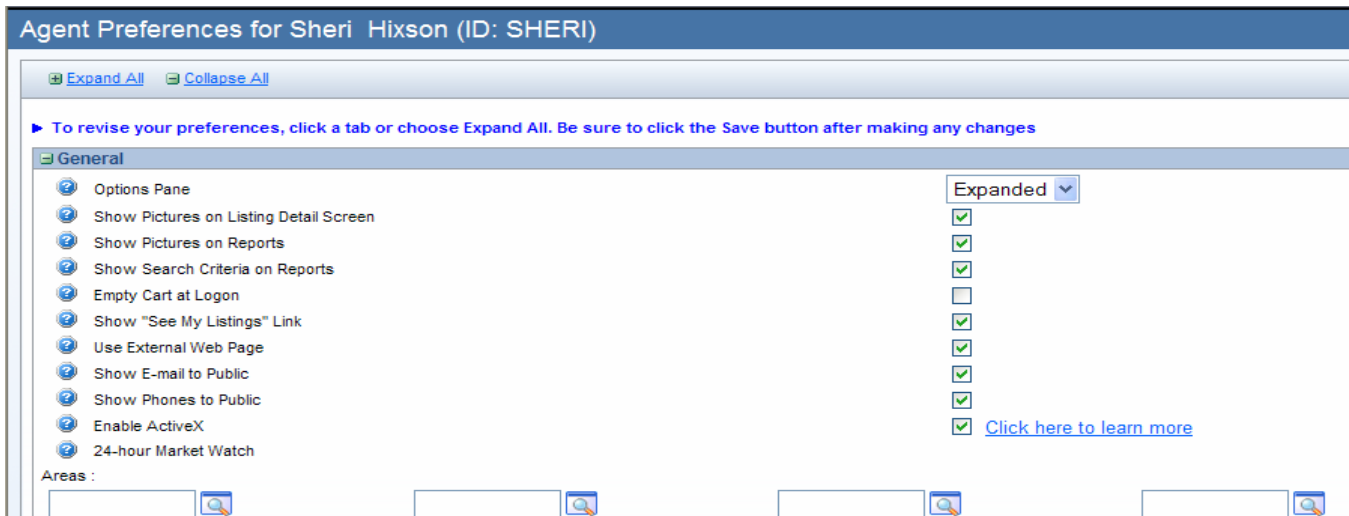 Agent Preferences for Sheri Hixson (ID: SHERI)
Expand All Collapse All
To revise your preferences, click a tab or choose Expand All. Be sure to click the Save button after making any changes
General
Options Pane Expanded
Show Pictures on Listing Detail Screen
Show Pictures on Reports
Show Search Criteria on Reports
Empty Cart at Logon
Show "See My Listings" Link
Use External Web Page
Show E-mail to Public
Show Phones to Public
Enable ActiveX Click here to learn more
24-hour Market Watch
Areas :